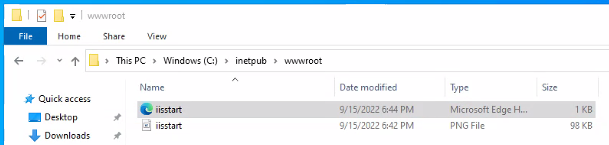 wwwroot
File Home Share View
This PC Windows (C:) inetpub wwwroot
Name Date modified Type Size
Quick access
iisstart 9/15/2022 6:44 PM Microsoft Edge H... 1 KB
Desktop
iisstart 9/15/2022 6:42 PM PNG File 98 KB
Downloads